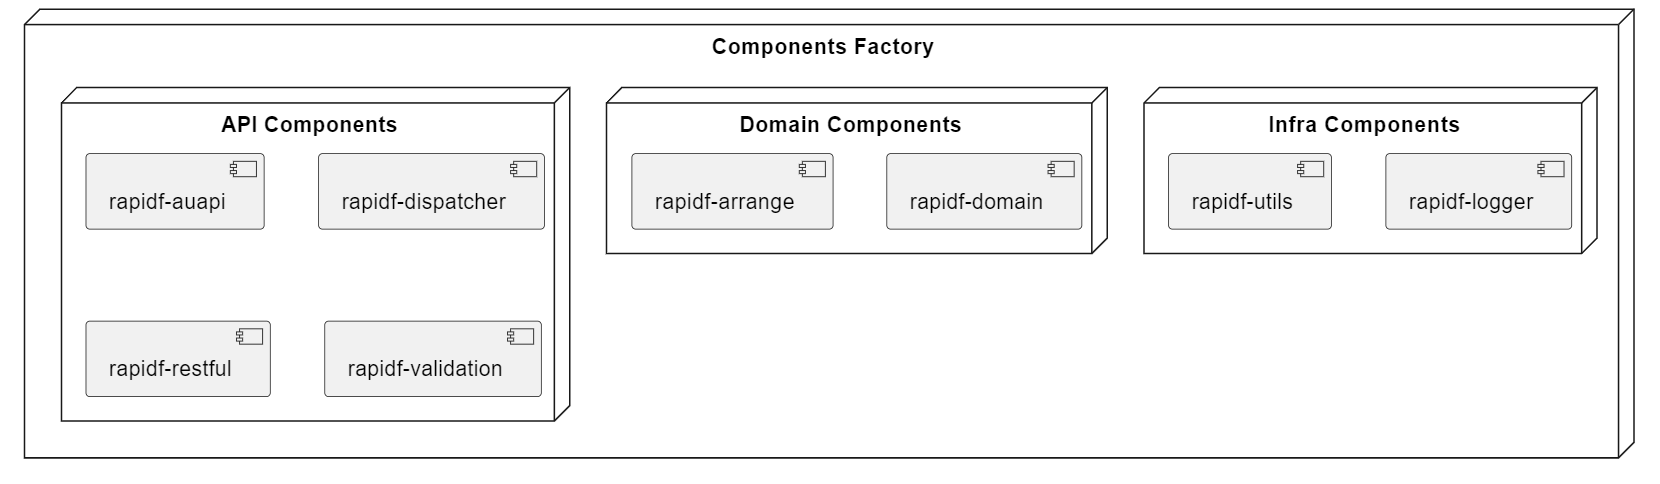 Components Factory
API Components
rapidf-auapi
rapidf-dispatcher
rapidf-restful
rapidf-validation
Domain Components
rapidf-arrange
rapidf-domain
Infra Components
rapidf-utils
rapidf-logger